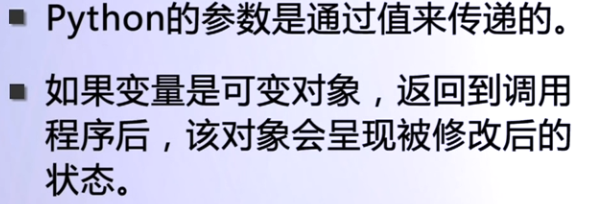 Python的参数是通过值来传递的。
如果变量是可变对象，返回到调用
程序后，该对象会呈现被修改后的
状态。